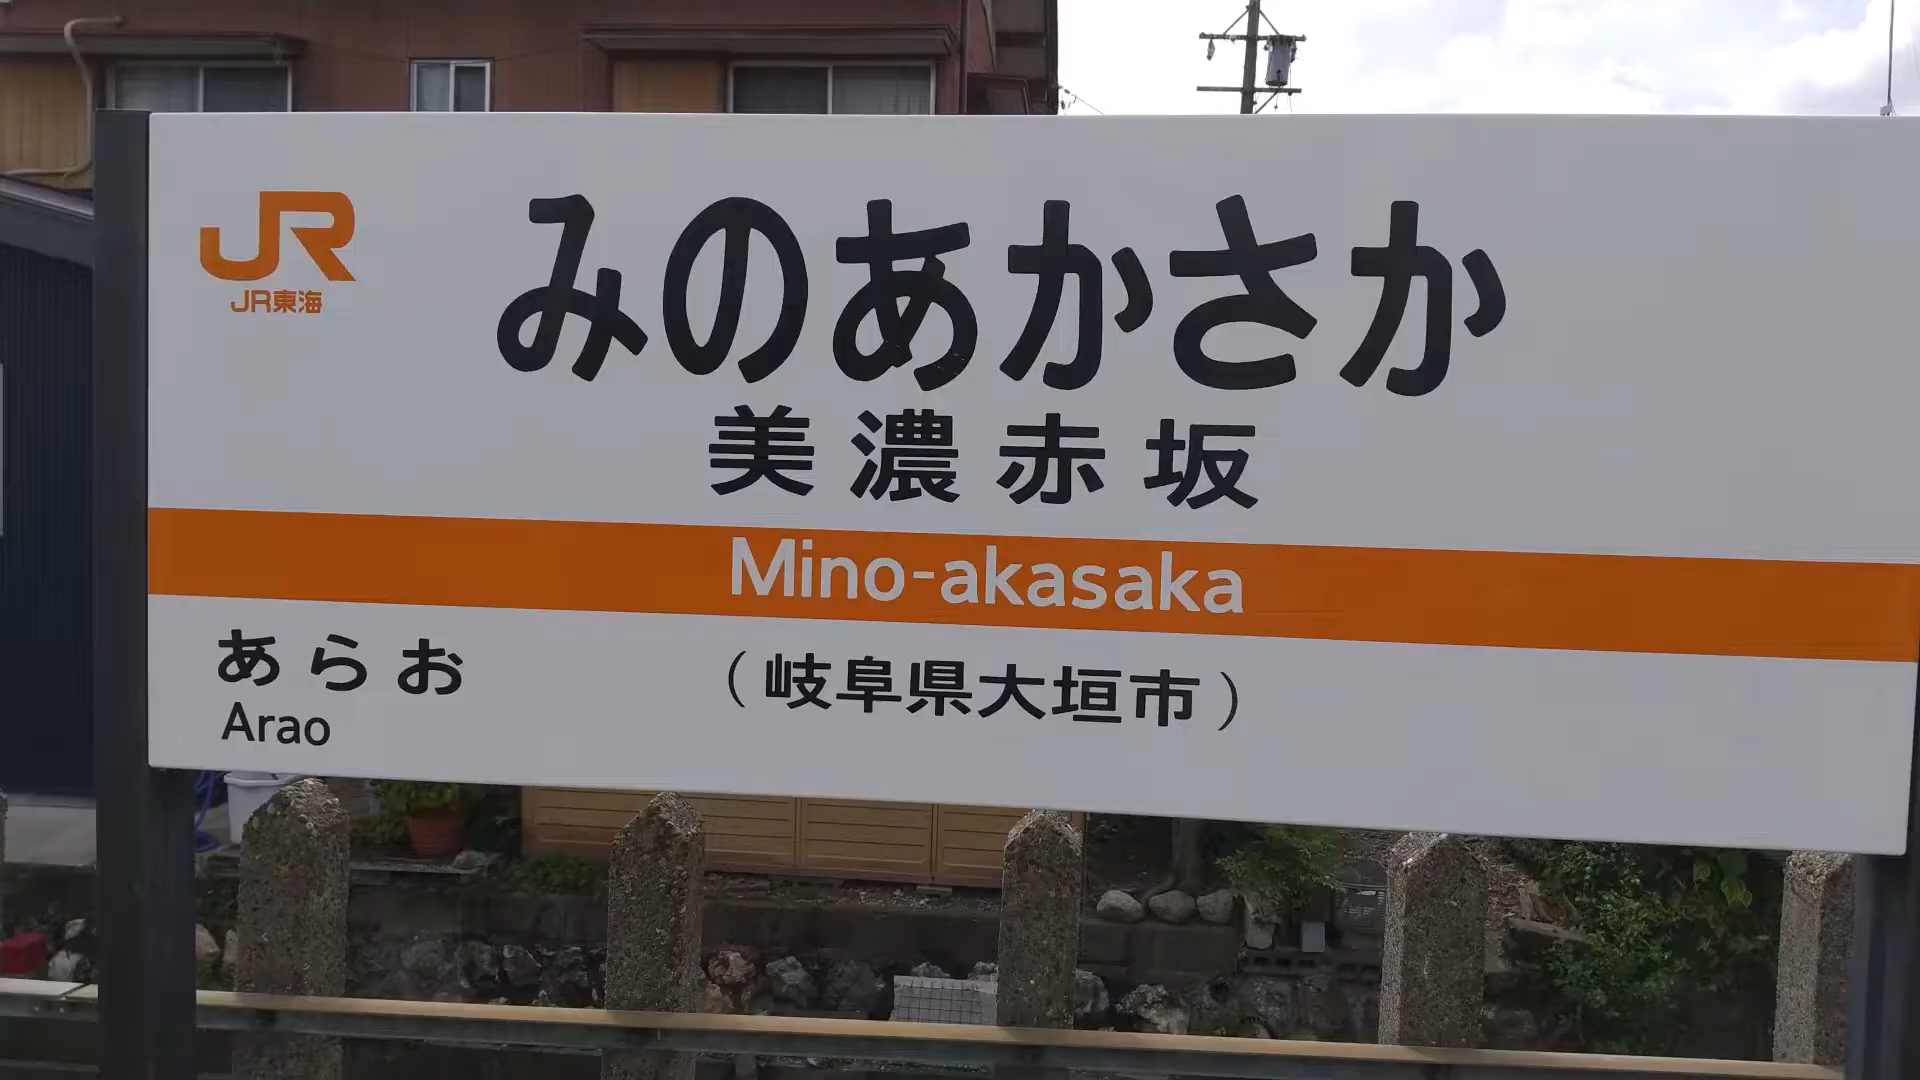 JR
JR東海
みのあかさか
美濃赤坂
Mino-akasaka
あらお
Arao
（岐阜県大垣市）